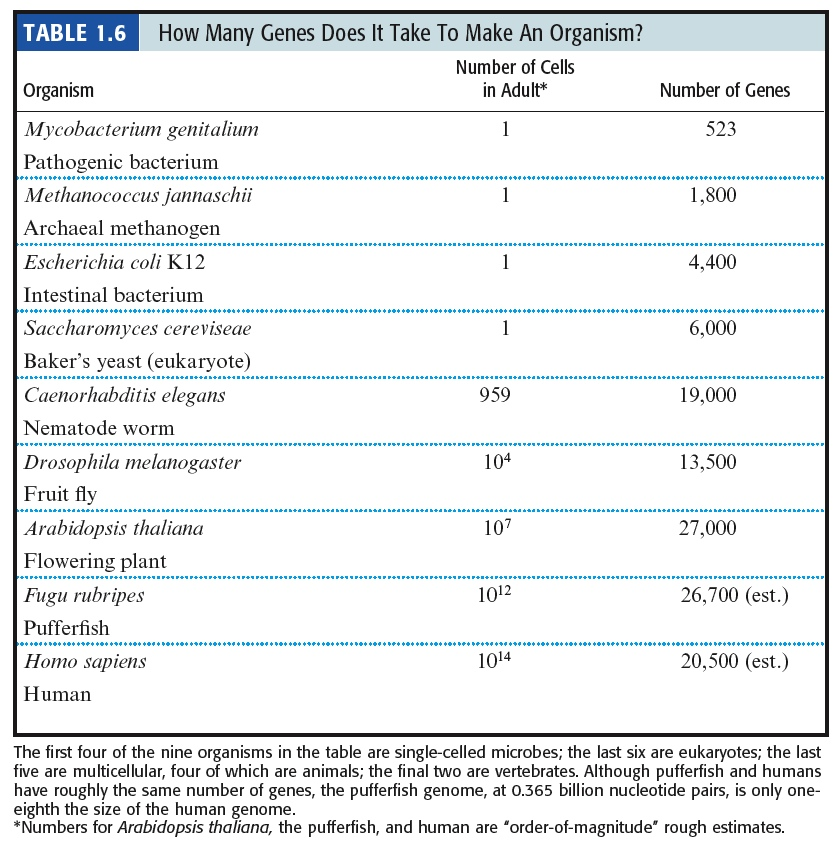 TABLE 1.6 How Many Genes Does It Take To Make An Organism?
Organism Number of Cells in Adult* Number of Genes
Mycobacterium genitalium 1 523
Pathogenic bacterium
Methanococcus jannaschii 1 1,800
Archaeal methanogen
Escherichia coli K12 1 4,400
Intestinal bacterium
Saccharomyces cereviseae 1 6,000
Baker's yeast (eukaryote)
Caenorhabditis elegans 959 19,000
Nematode worm
Drosophila melanogaster 10⁴ 13,500
Fruit fly
Arabidopsis thaliana 10⁷ 27,000
Flowering plant
Fugu rubripes 10¹² 26,700 (est.)
Pufferfish
Homo sapiens 10¹⁴ 20,500 (est.)
Human
The first four of the nine organisms in the table are single-celled microbes; the last six are eukaryotes; the last
five are multicellular, four of which are animals; the final two are vertebrates. Although pufferfish and humans
have roughly the same number of genes, the pufferfish genome, at 0.365 billion nucleotide pairs, is only one-
eighth the size of the human genome.
*Numbers for Arabidopsis thaliana, the pufferfish, and human are "order-of-magnitude" rough estimates.